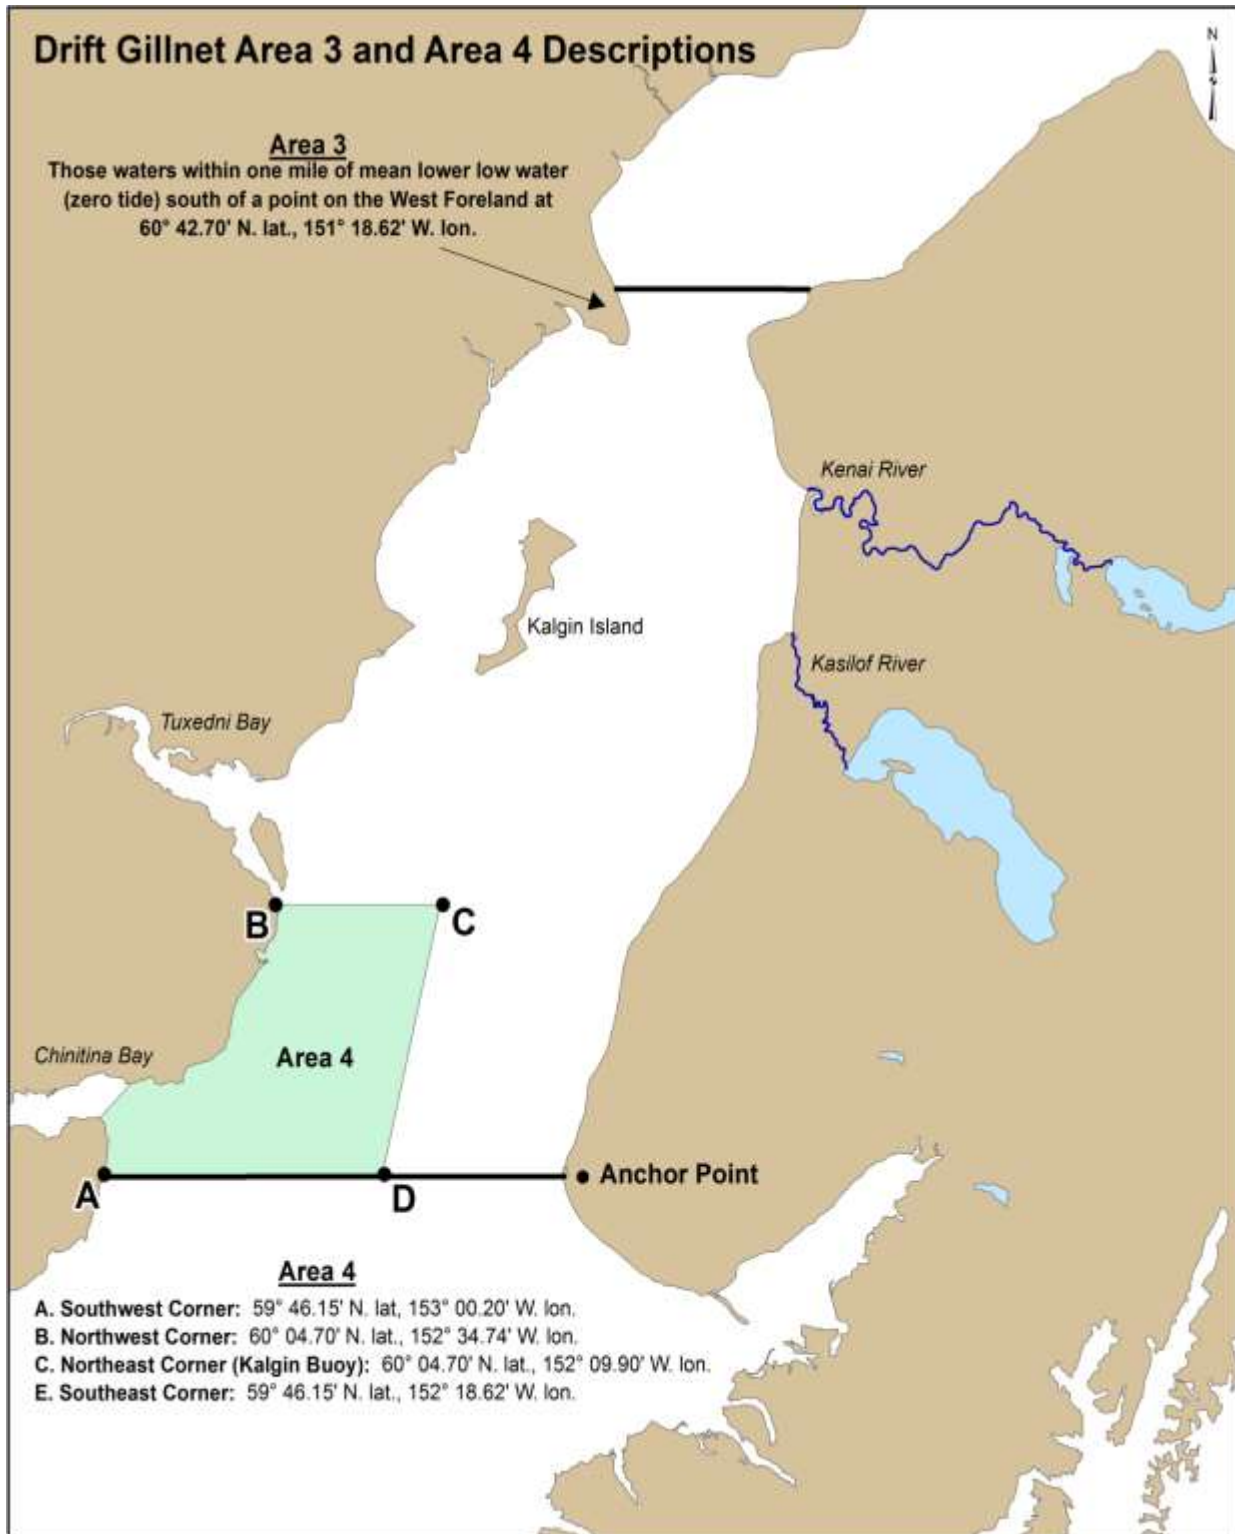 Drift Gillnet Area 3 and Area 4 Descriptions
N
Area 3
Those waters within one mile of mean lower low water
(zero tide) south of a point on the West Foreland at
60° 42.70' N. lat., 151° 18.62' W. lon.
Kenai River
Kalgin Island
Kasilof River
Tuxedni Bay
B
C
Chinitina Bay
Area 4
A
D
Anchor Point
Area 4
A. Southwest Corner: 59° 46.15' N. lat, 153° 00.20' W. lon.
B. Northwest Corner: 60° 04.70' N. lat., 152° 34.74' W. lon.
C. Northeast Corner (Kalgin Buoy): 60° 04.70' N. lat., 152° 09.90' W. lon.
E. Southeast Corner: 59° 46.15' N. lat., 152° 18.62' W. lon.